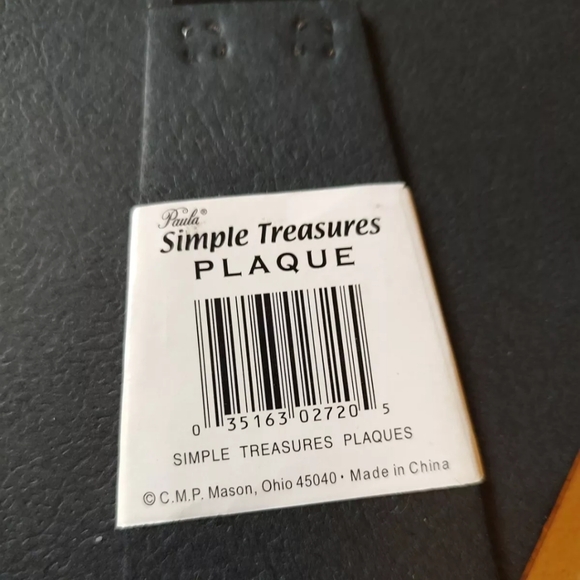 Paula®
Simple Treasures
PLAQUE
0 35163 02720 5
SIMPLE TREASURES PLAQUES
© C.M.P. Mason, Ohio 45040 · Made in China